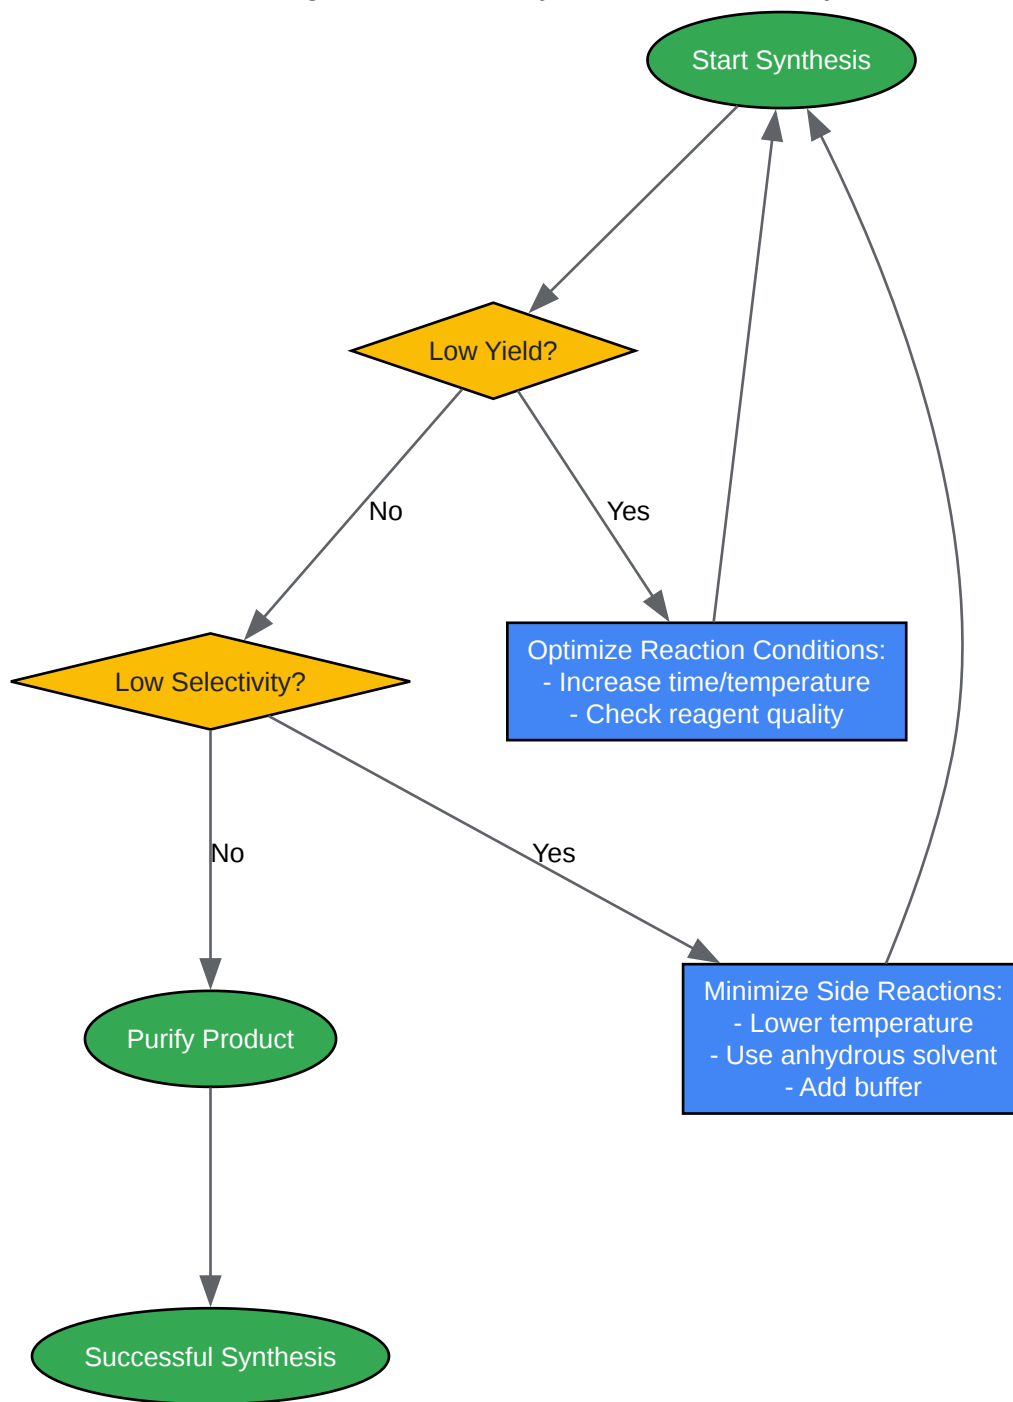 Start Synthesis
Low Yield?
No
Yes
Optimize Reaction Conditions:
- Increase time/temperature
- Check reagent quality
Low Selectivity?
No
Yes
Minimize Side Reactions:
- Lower temperature
- Use anhydrous solvent
- Add buffer
Purify Product
Successful Synthesis